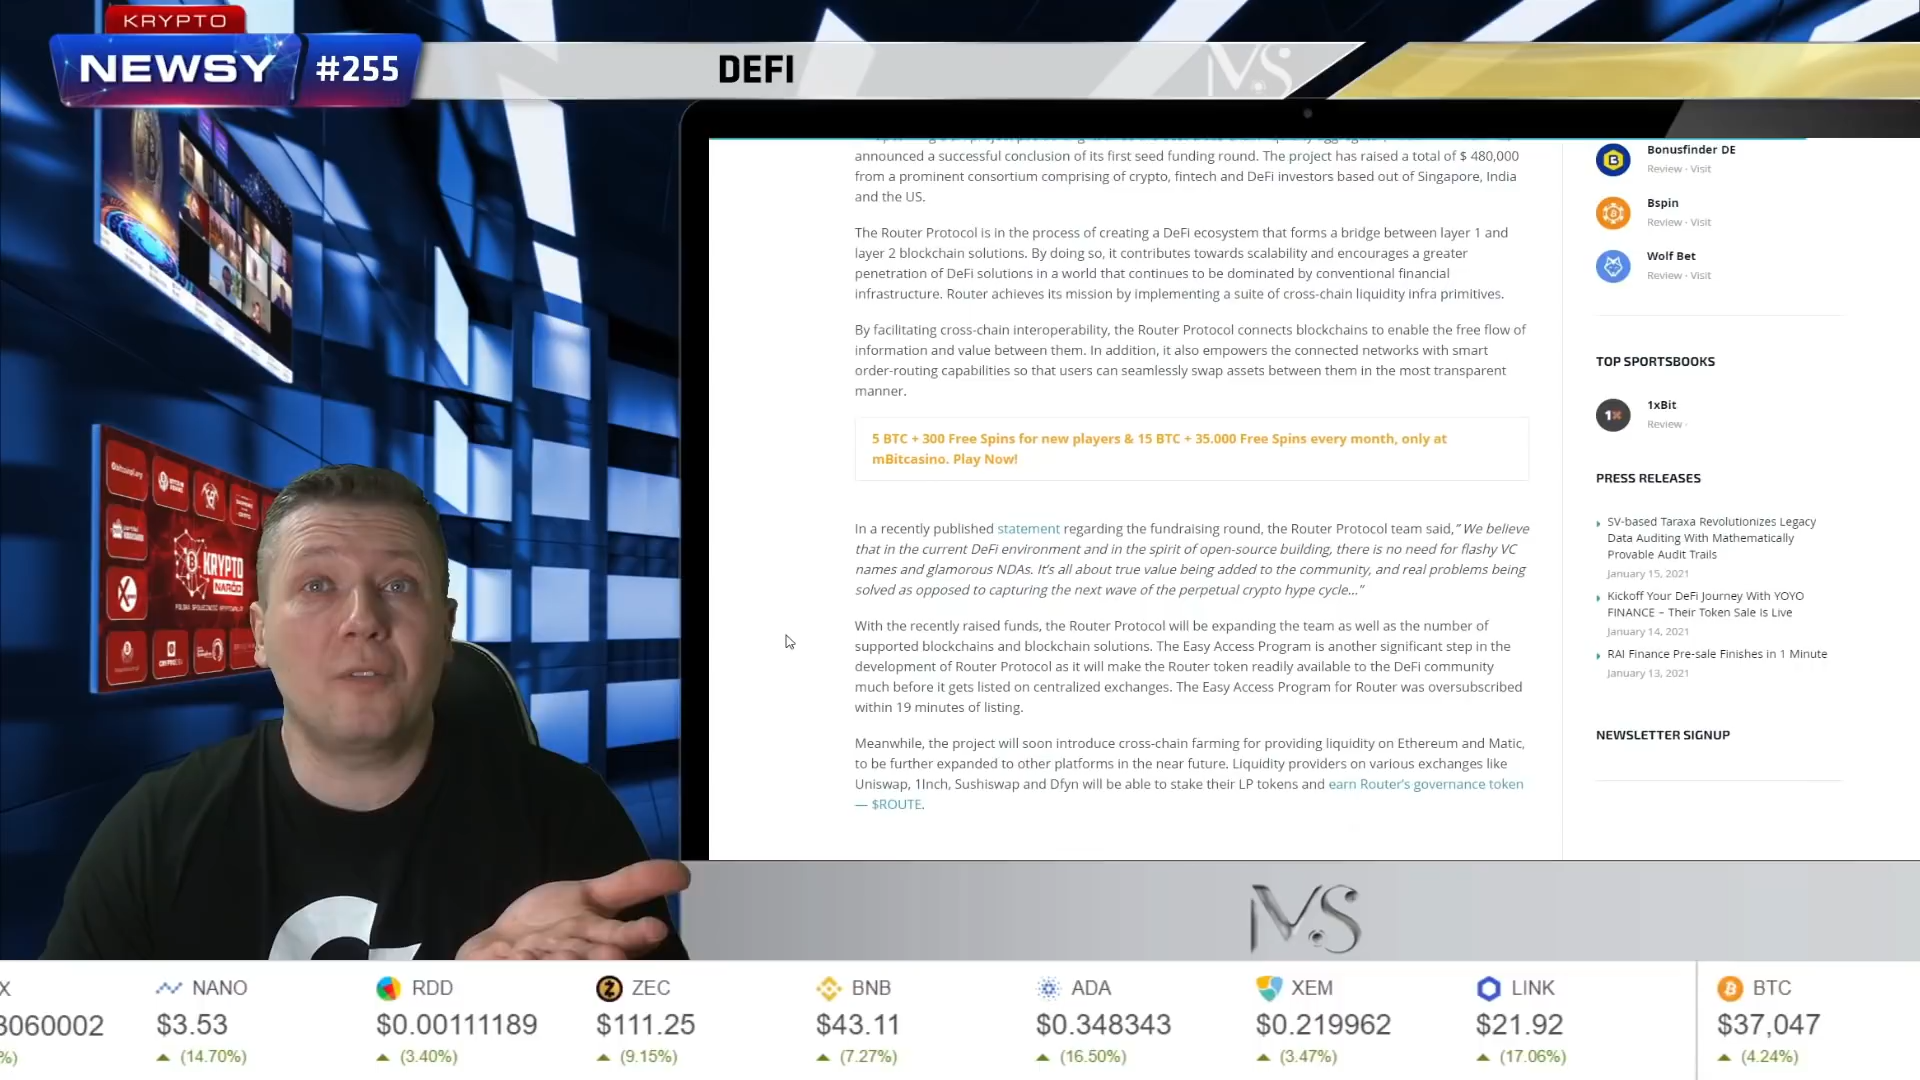 KRYPTO
NEWSY #255
DEFI
MS
announced a successful conclusion of its first seed funding round. The project has raised a total of $ 480,000
from a prominent consortium comprising of crypto, fintech and DeFi investors based out of Singapore, India
and the US.
The Router Protocol is in the process of creating a DeFi ecosystem that forms a bridge between layer 1 and
layer 2 blockchain solutions. By doing so, it contributes towards scalability and encourages a greater
penetration of DeFi solutions in a world that continues to be dominated by conventional financial
infrastructure. Router achieves its mission by implementing a suite of cross-chain liquidity infra primitives.
By facilitating cross-chain interoperability, the Router Protocol connects blockchains to enable the free flow of
information and value between them. In addition, it also empowers the connected networks with smart
order-routing capabilities so that users can seamlessly swap assets between them in the most transparent
manner.
5 BTC + 300 Free Spins for new players & 15 BTC + 35.000 Free Spins every month, only at
mBitcasino. Play Now!
In a recently published statement regarding the fundraising round, the Router Protocol team said,” We believe
that in the current DeFi environment and in the spirit of open-source building, there is no need for flashy VC
names and glamorous NDAs. It’s all about true value being added to the community, and real problems being
solved as opposed to capturing the next wave of the perpetual crypto hype cycle…”
With the recently raised funds, the Router Protocol will be expanding the team as well as the number of
supported blockchains and blockchain solutions. The Easy Access Program is another significant step in the
development of Router Protocol as it will make the Router token readily available to the DeFi community
much before it gets listed on centralized exchanges. The Easy Access Program for Router was oversubscribed
within 19 minutes of listing.
Meanwhile, the project will soon introduce cross-chain farming for providing liquidity on Ethereum and Matic,
to be further expanded to other platforms in the near future. Liquidity providers on various exchanges like
Uniswap, 1Inch, Sushiswap and Dfyn will be able to stake their LP tokens and earn Router’s governance token
— $ROUTE.
Bonusfinder DE
Review · Visit
Bspin
Review · Visit
Wolf Bet
Review · Visit
TOP SPORTSBOOKS
1x
1xBit
Review ·
PRESS RELEASES
SV-based Taraxa Revolutionizes Legacy
Data Auditing With Mathematically
Provable Audit Trails
January 15, 2021
Kickoff Your DeFi Journey With YOYO
FINANCE – Their Token Sale Is Live
January 14, 2021
RAI Finance Pre-sale Finishes in 1 Minute
January 13, 2021
NEWSLETTER SIGNUP
KRYPTO
NARÓD
MS
X NANO RDD ZEC BNB ADA XEM LINK BTC
3060002 $3.53 $0.00111189 $111.25 $43.11 $0.348343 $0.219962 $21.92 $37,047
%) (14.70%) (3.40%) (9.15%) (7.27%) (16.50%) (3.47%) (17.06%) (4.24%)